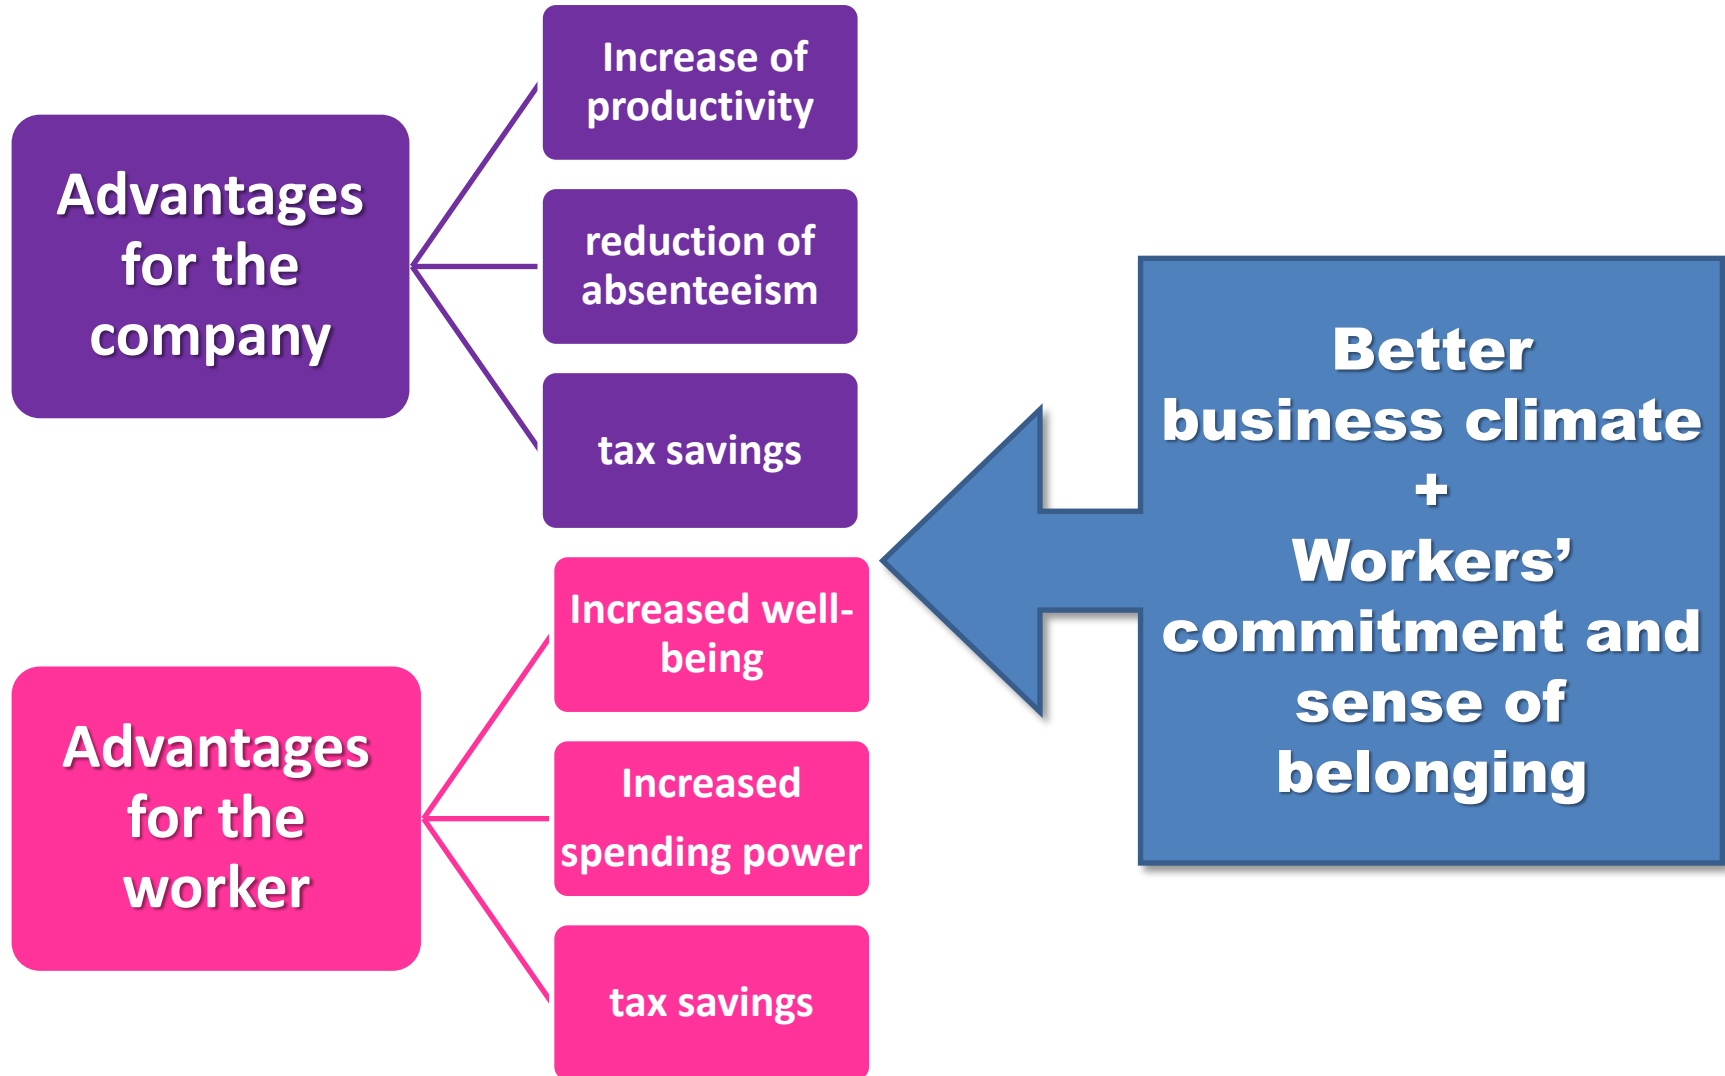 Advantages
for the
company
Increase of
productivity
reduction of
absenteeism
tax savings
Advantages
for the
worker
Increased well-
being
Increased
spending power
tax savings
Better
business climate
+
Workers’
commitment and
sense of
belonging